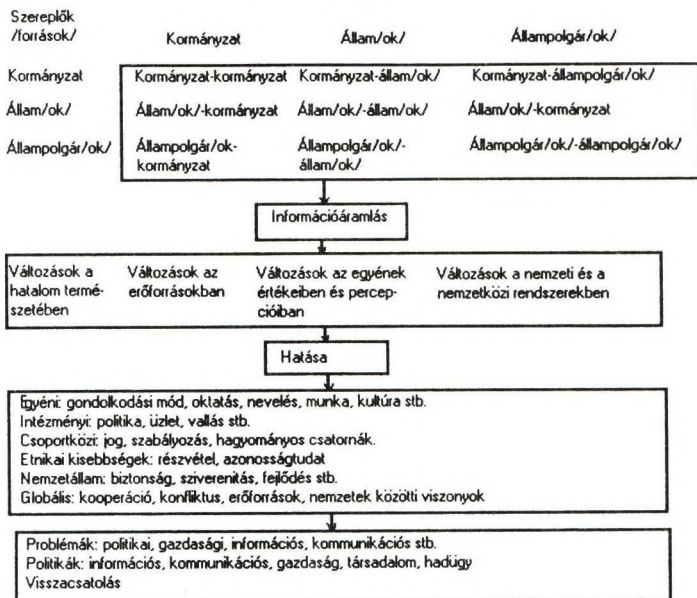 Szereplők
/források/ Kormányzat Állam/ok/ Állampolgár/ok/
Kormányzat Kormányzat-kormányzat Kormányzat-állam/ok/ Kormányzat-állampolgár/ok/
Állam/ok/ Állam/ok/-kormányzat Állam/ok/-állam/ok/ Állam/ok/-kormányzat
Állampolgár/ok/ Állampolgár/ok- Állampolgár/ok/- Állampolgár/ok/-állampolgár/ok/
kormányzat állam/ok/
Információáramlás
Változások a Változások az Változások az egyének Változások a nemzeti és a
hatalom termé- erőforrásokban értékeiben és percep- nemzetközi rendszerekben
szetében cióiban
Hatása
Egyéni: gondolkodási mód, oktatás, nevelés, munka, kultúra stb.
Intézményi: politika, üzlet, vallás stb.
Csoportközi: jog, szabályozás, hagyományos csatornák.
Etnikai kisebbségek: részvétel, azonosságtudat
Nemzetállam: biztonság, sziverenitás, fejlődés stb.
Globális: kooperáció, konfliktus, erőforrások, nemzetek közötti viszonyok
Problémák: politikai, gazdasági, információs, kommunikációs stb.
Politikák: információs, kommunikációs, gazdaság, társadalom, hadügy
Visszacsatolás